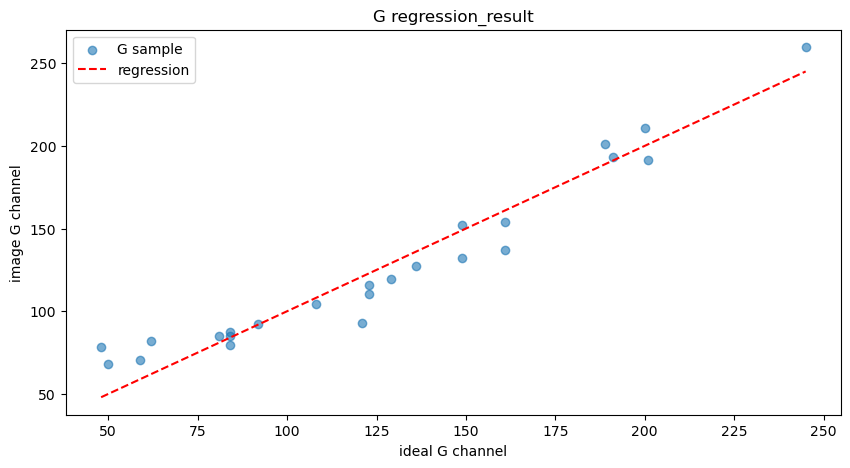 G regression_result
G sample
regression
image G channel
250
200
150
100
50
50
75
100
125
150
175
200
225
250
ideal G channel